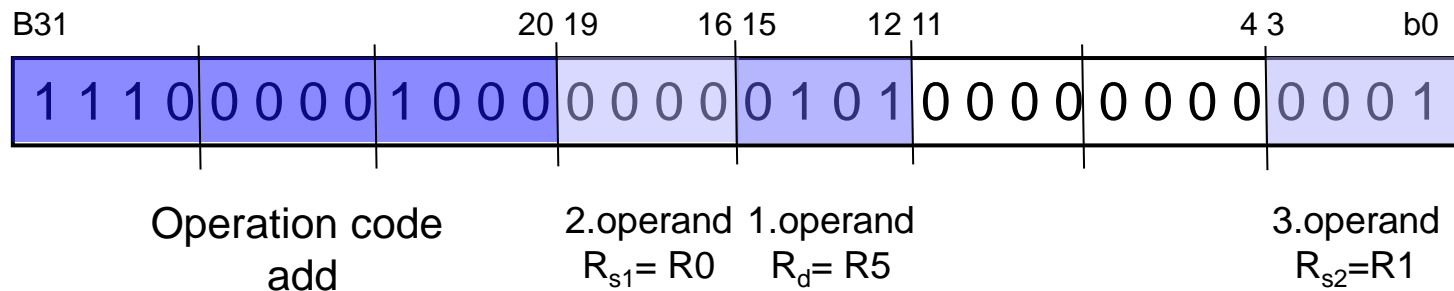 B31 20 19 16 15 12 11 4 3 b0
1 1 1 0 0 0 0 0 1 0 0 0 0 0 0 0 0 1 0 1 0 0 0 0 0 0 0 0 0 0 0 1
Operation code 2.operand 1.operand 3.operand
add Rs1= R0 Rd= R5 Rs2=R1